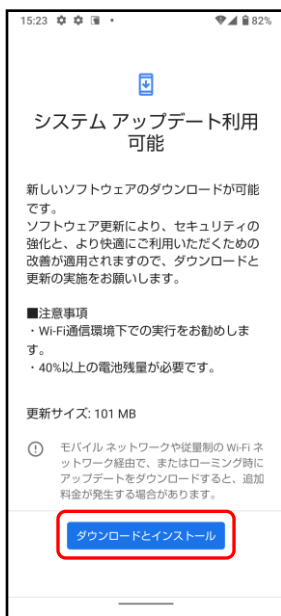 15:23
82%
システム アップデート利用
可能
新しいソフトウェアのダウンロードが可能
です。
ソフトウェア更新により、セキュリティの
強化と、より快適にご利用いただくための
改善が適用されますので、ダウンロードと
更新の実施をお願いします。
■注意事項
・Wi-Fi通信環境下での実行をお勧めしま
す。
・40%以上の電池残量が必要です。
更新サイズ: 101 MB
モバイル ネットワークや従量制の Wi-Fi ネ
ットワーク経由で、またはローミング時に
アップデートをダウンロードすると、追加
料金が発生する場合があります。
ダウンロードとインストール